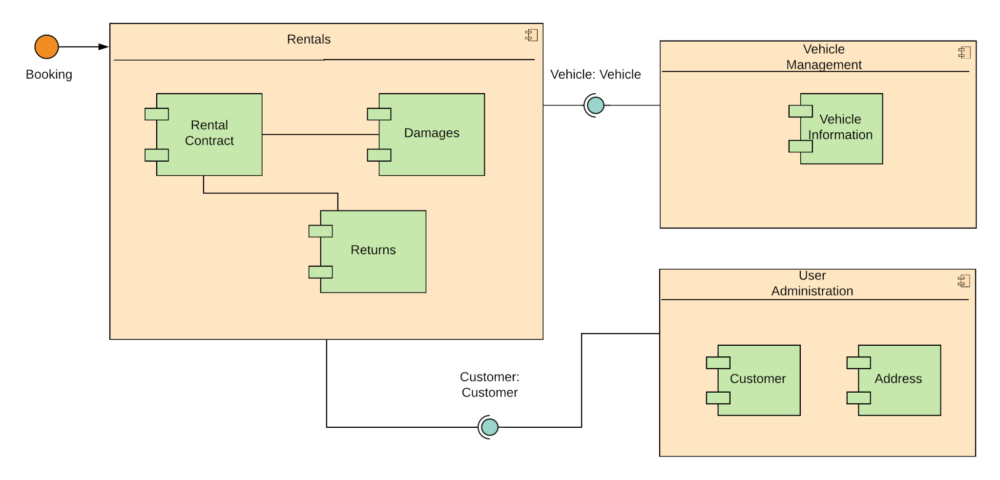 Booking
Rentals
Rental
Contract
Damages
Returns
Vehicle: Vehicle
Vehicle
Management
Vehicle
Information
Customer:
Customer
User
Administration
Customer
Address